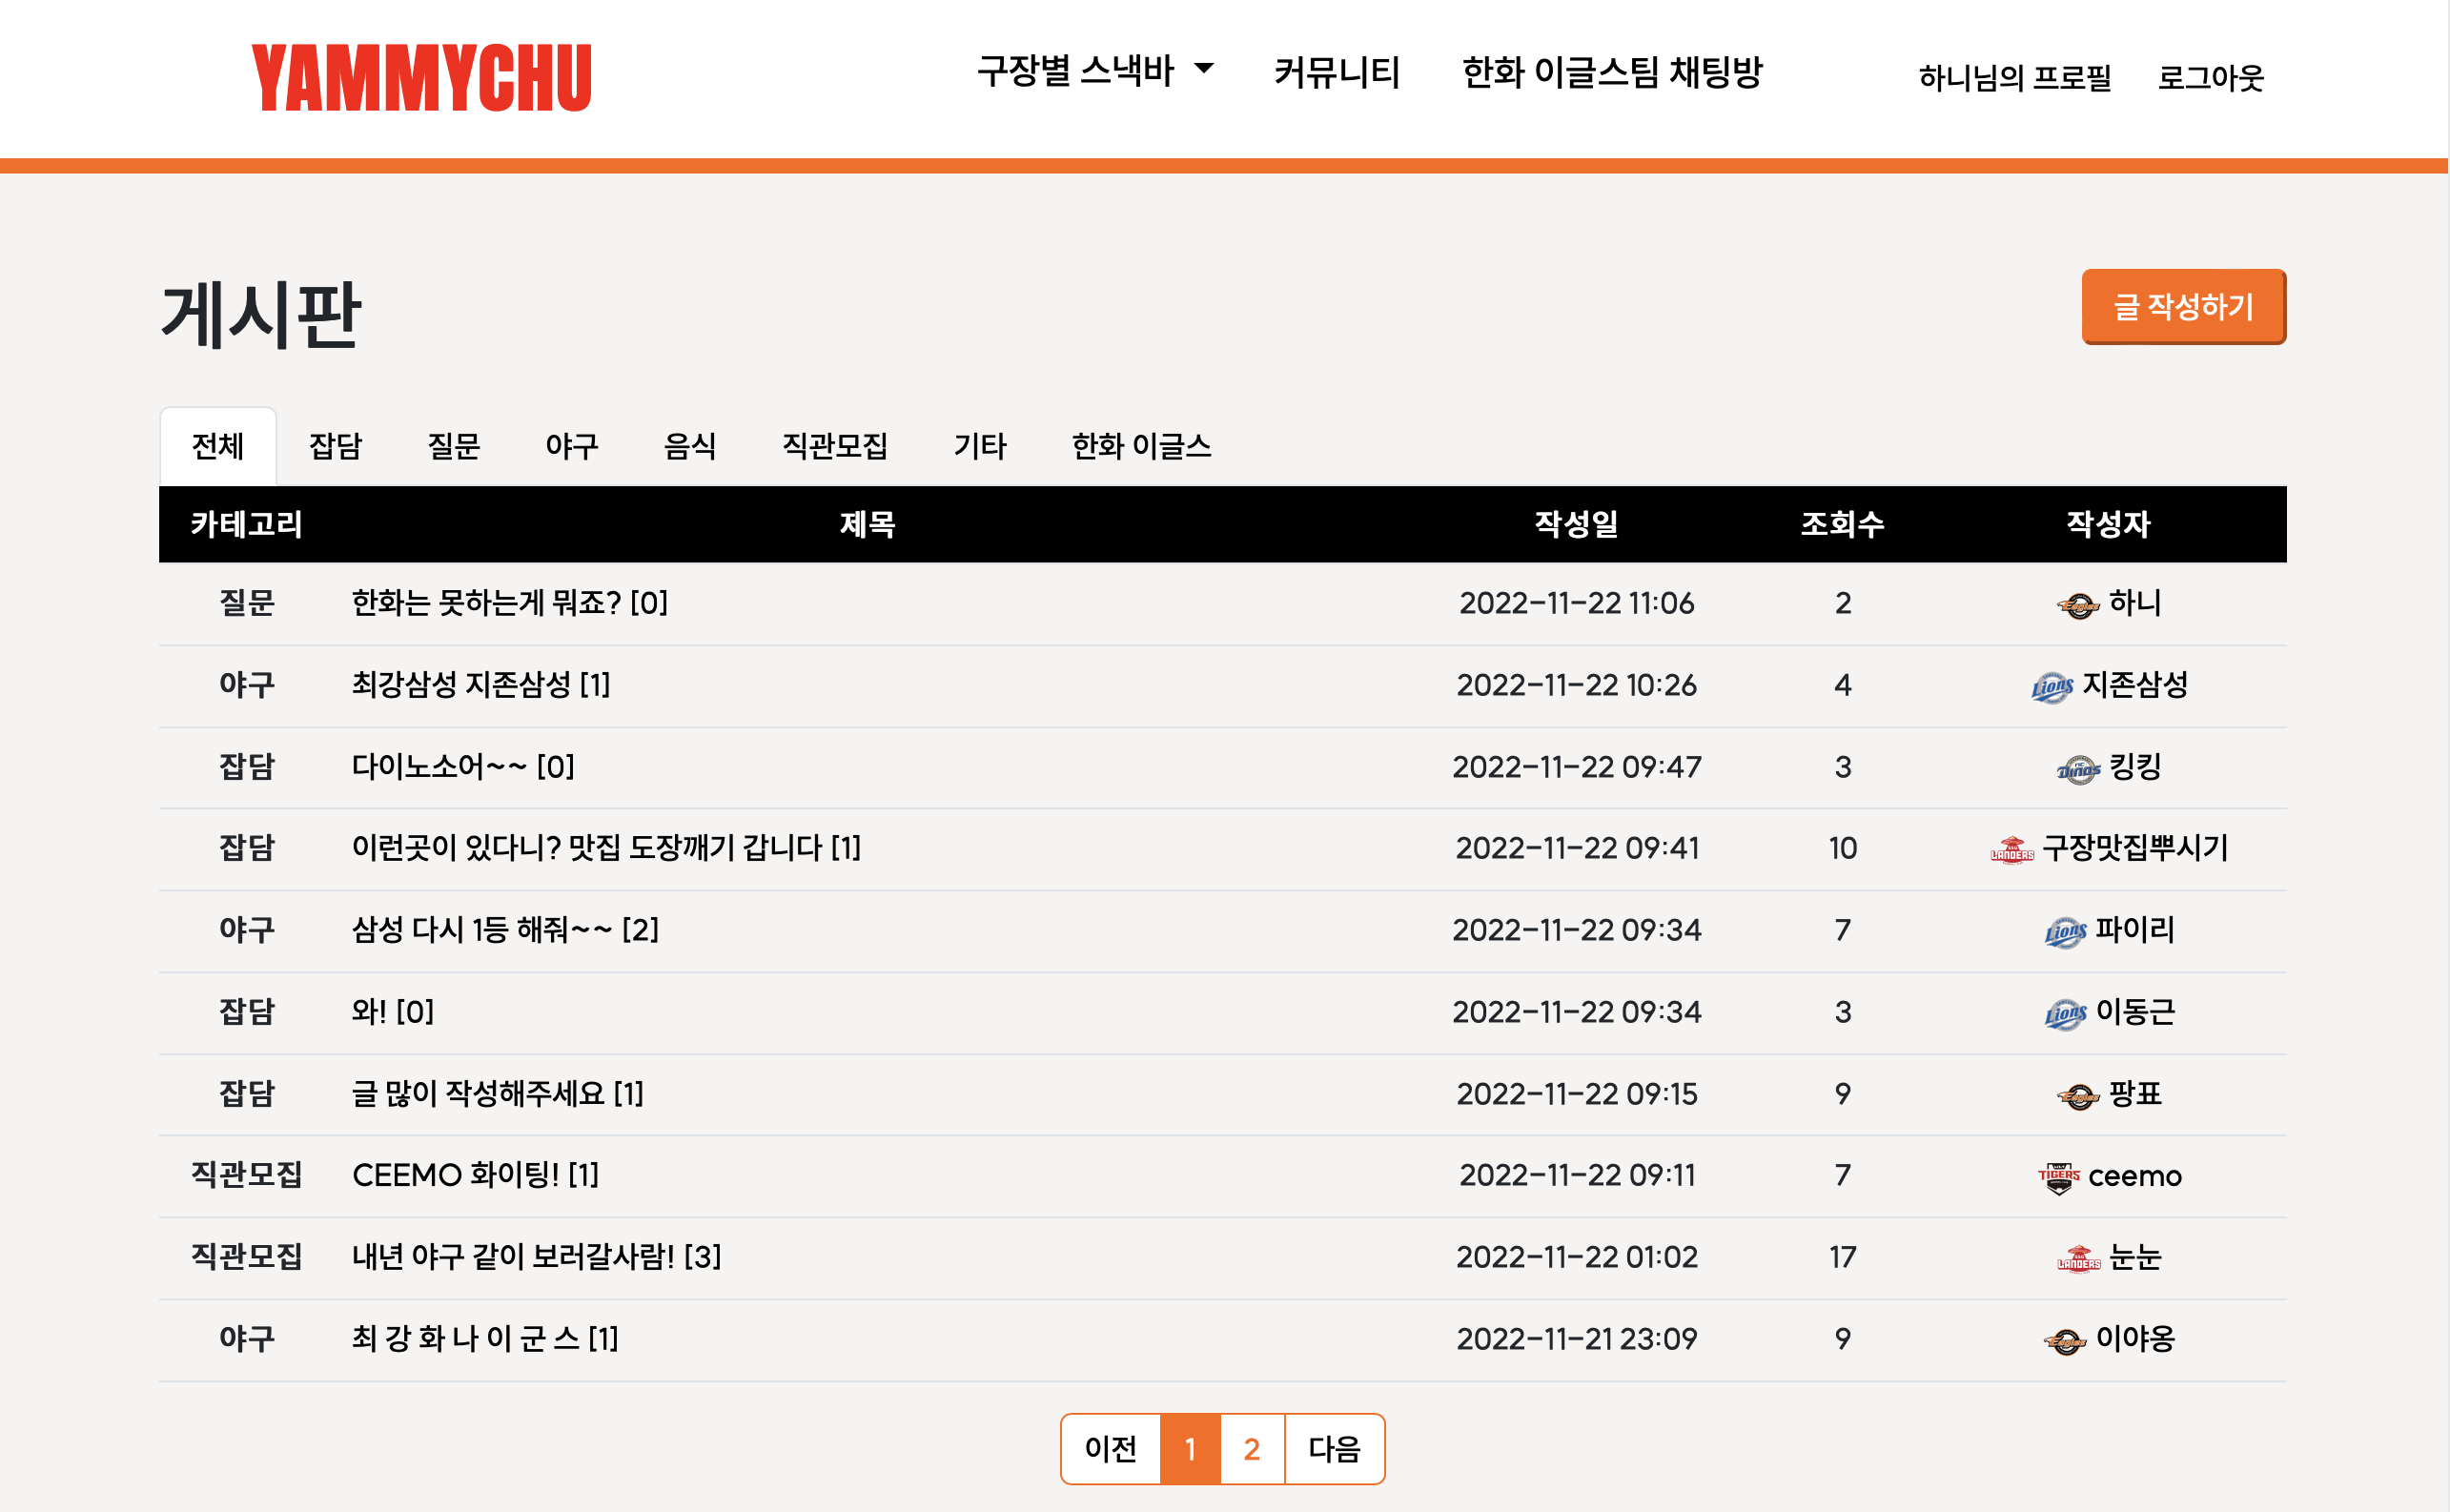 YAMMYCHU 구장별 스낵바 커뮤니티 한화 이글스팀 채팅방 하니님의 프로필 로그아웃
게시판 글 작성하기
전체 잡담 질문 야구 음식 직관모집 기타 한화 이글스
카테고리 제목 작성일 조회수 작성자
질문 한화는 못하는게 뭐죠? [0] 2022-11-22 11:06 2 Eagles 하니
야구 최강삼성 지존삼성 [1] 2022-11-22 10:26 4 Lions 지존삼성
잡담 다이노소어~~ [0] 2022-11-22 09:47 3 Dinos 킹킹
잡담 이런곳이 있다니? 맛집 도장깨기 갑니다 [1] 2022-11-22 09:41 10 LANDERS 구장맛집뿌시기
야구 삼성 다시 1등 해줘~~ [2] 2022-11-22 09:34 7 Lions 파이리
잡담 와! [0] 2022-11-22 09:34 3 Lions 이동근
잡담 글 많이 작성해주세요 [1] 2022-11-22 09:15 9 Eagles 팡표
직관모집 CEEMO 화이팅! [1] 2022-11-22 09:11 7 TIGERS ceemo
직관모집 내년 야구 같이 보러갈사람! [3] 2022-11-22 01:02 17 LANDERS 눈눈
야구 최 강 화 나 이 군 스 [1] 2022-11-21 23:09 9 Eagles 이야옹
이전 1 2 다음